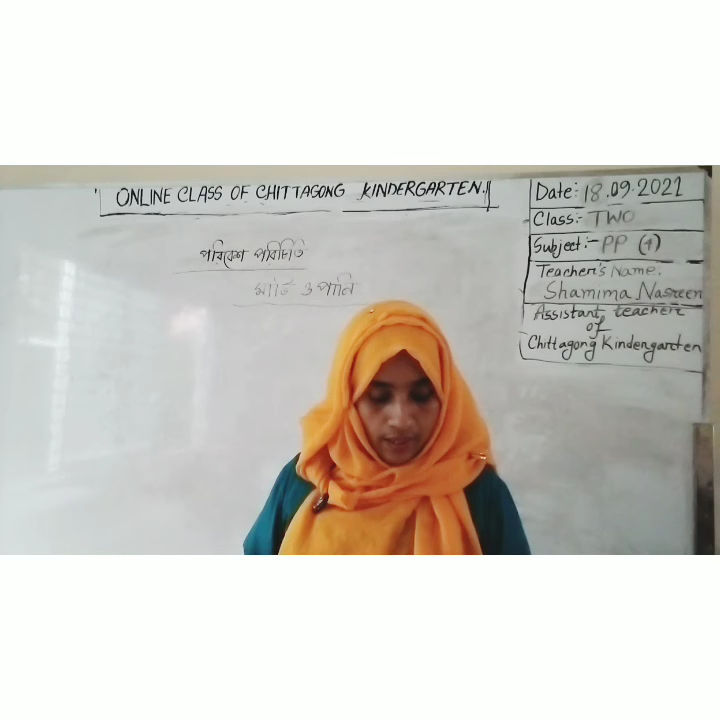 ONLINE CLASS OF CHITTAGONG KINDERGARTEN.
পরিবেশ পরিচিতি
মাটি ও পানি
Date:- 18.09.2021
Class:- TWO
Subject:- PP (1)
Teacher's Name:
Shamima Nasreen
Assistant teacher
of
Chittagong Kindergarten